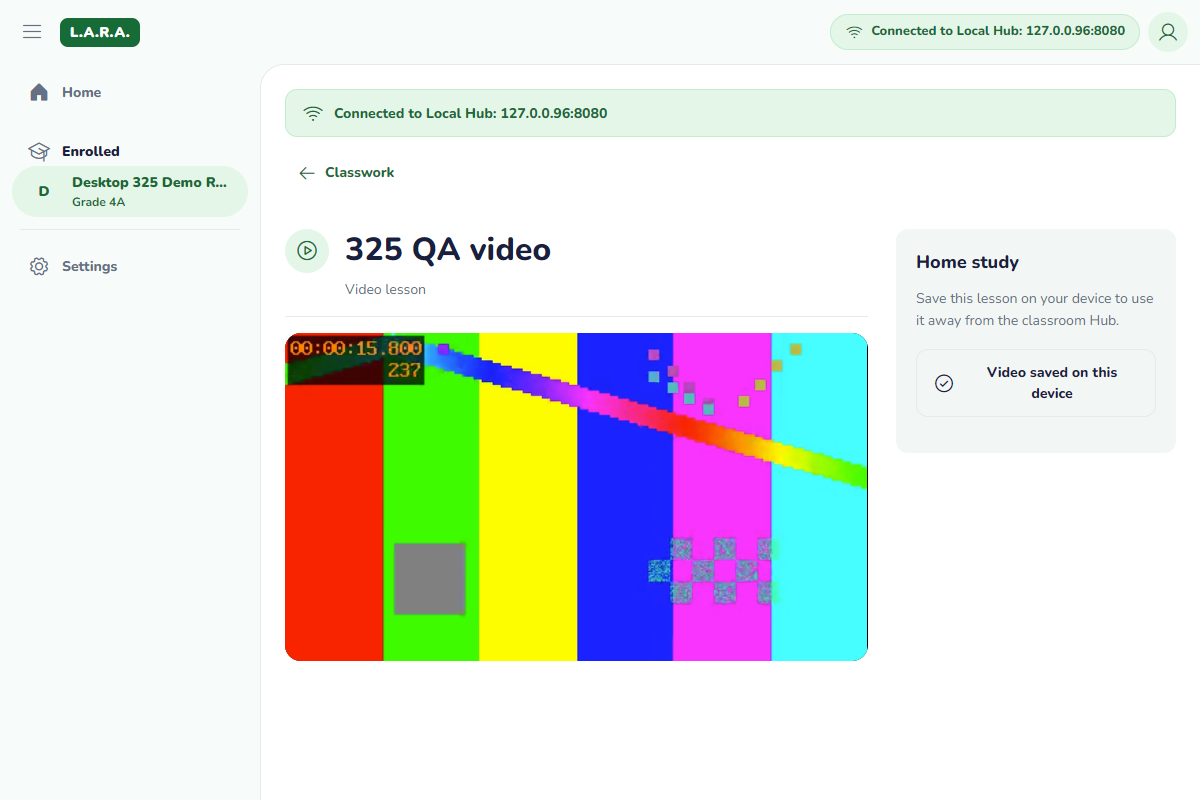 L.A.R.A.
Connected to Local Hub: 127.0.0.96:8080
Home
Enrolled
D
Desktop 325 Demo R...
Grade 4A
Settings
Connected to Local Hub: 127.0.0.96:8080
Classwork
325 QA video
Video lesson
00:00:15.800
237
Home study
Save this lesson on your device to use
it away from the classroom Hub.
Video saved on this
device